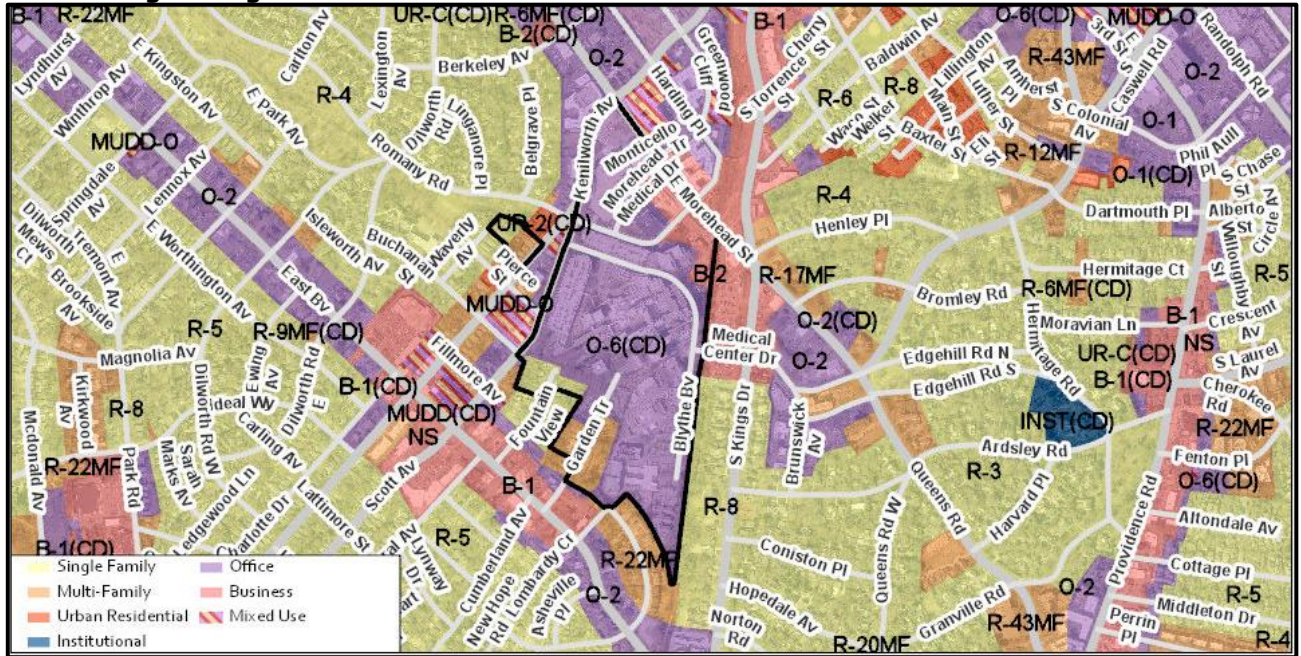 B-1
R-22MF
UR-C(CD)
R-6MF(CD)
B-2(CD)
B-1
O-6(CD)
MUDD-O
Lyndhurst Av
Winthrop Av
E Kingston Av
E Park Av
Carlton Av
Lexington Av
Berkeley Av
O-2
Greenwood Cliff
Harding Pl
S Torrence St
Cherry St
Baldwin Av
Lillington Av
R-43MF
E 3rd St
Caswell Rd
Randolph Rd
O-2
R-4
Dilworth Rd
Linganmore Pl
Belgrave Pl
Kenilworth Av
Monticello Tr
Morehead
Medical Dr
E Morehead St
R-6
R-8
Waco St
Welker St
Main St
Baxter St
Luther St
Eli St
L Av Pl
Amherst
S Colonial Av
O-1
Phil Aull Pl
R-12MF
O-1(CD)
S Chase St
MUDD-O
Springdale Av
Lennox Av
O-2
Romany Rd
UR-2(CD)
R-4
Henley Pl
Dartmouth Pl
Alberto St
Circle Av
Dilworth Mews Ct
Tremont Av
Brookside Av
E Worthington Av
Isleworth Av
Buchanan St
Waverly Av
Pierce St
MUDD-O
B-2
R-17MF
Hermitage Ct
Willoughby St
R-5
East Bv
R-5
R-9MF(CD)
O-6(CD)
O-2(CD)
Bromley Rd
R-6MF(CD)
Hermitage Rd
Moravian Ln
B-1
Crescent Av
NS
Magnolia Av
Ewing Av
Dilworth Rd E
Fillmore Av
Medical Center Dr
O-2
Edgehill Rd N
Edgehill Rd S
UR-C(CD)
B-1(CD)
S Laurel Av
Cherokee Rd
Kirkwood Av
R-8
Ideal Wy
Dilworth Rd W
B-1(CD)
MUDD(CD)
NS
Fountain View
Garden Tr
Blythe Bv
S Kings Dr
Brunswick Av
INST(CD)
Mcdonald Av
R-22MF
Park Rd
Sarah Marks Av
Carling Av
Ledgewood Ln
Charlotte Dr
Lattimore St
Scott Av
B-1
Queens Rd W
Queens Rd
Ardsley Rd
R-3
Harvard Pl
R-22MF
Fenton Pl
O-6(CD)
R-8
Providence Rd
Altondale Av
B-1(CD)
R-5
Lynway Dr
Cumberland Av
New Hope Rd
Lombardy Cr
Asheville Pl
R-22MF
O-2
Coniston Pl
Hopedale Av
Norton Rd
R-20MF
Granville Rd
R-43MF
O-2
Cottage Pl
R-5
Middleton Dr
Perrin Pl
R-4
Single Family
Office
Multi-Family
Business
Urban Residential
Mixed Use
Institutional